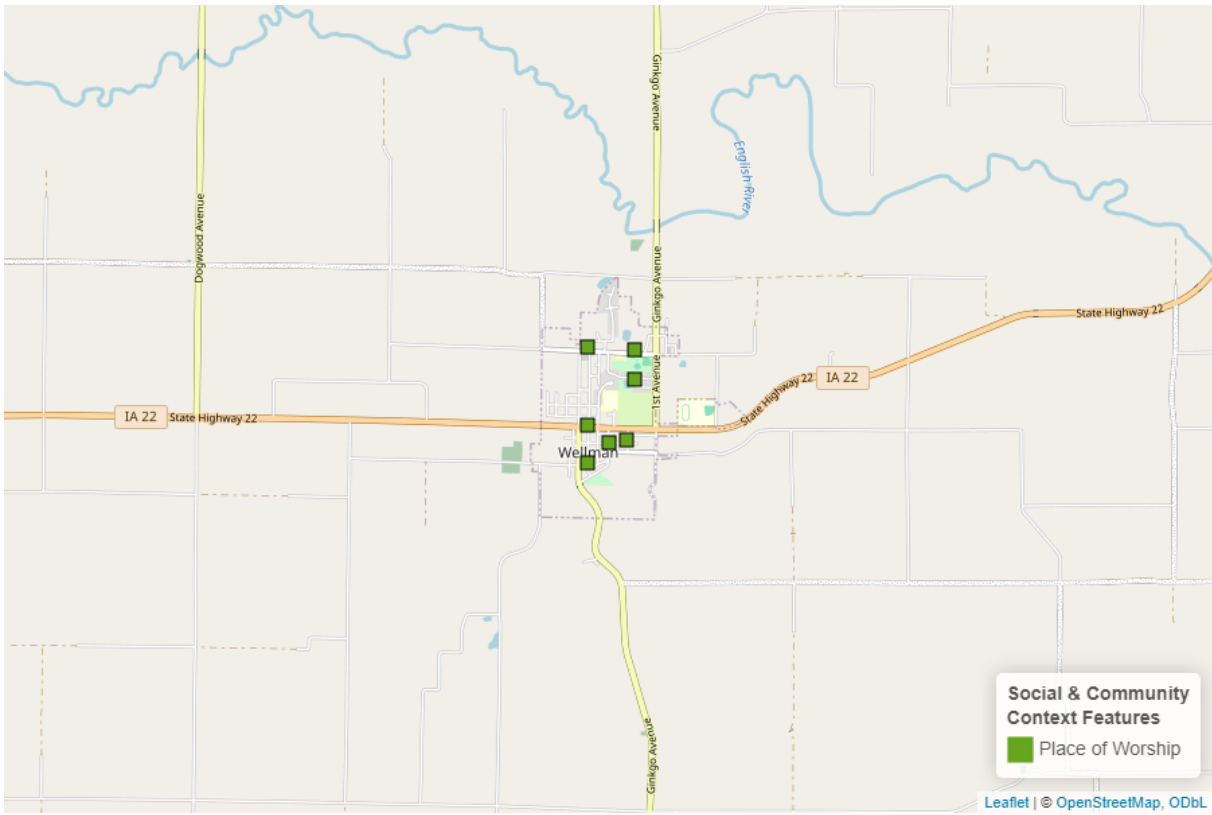 Ginkgo Avenue
English River
Dogwood Avenue
Ginkgo Avenue
State Highway 22
1st Avenue
IA 22
State Highway 22
IA 22
State Highway 22
Wellman
Ginkgo Avenue
Social & Community
Context Features
Place of Worship
Leaflet | © OpenStreetMap, ODbL